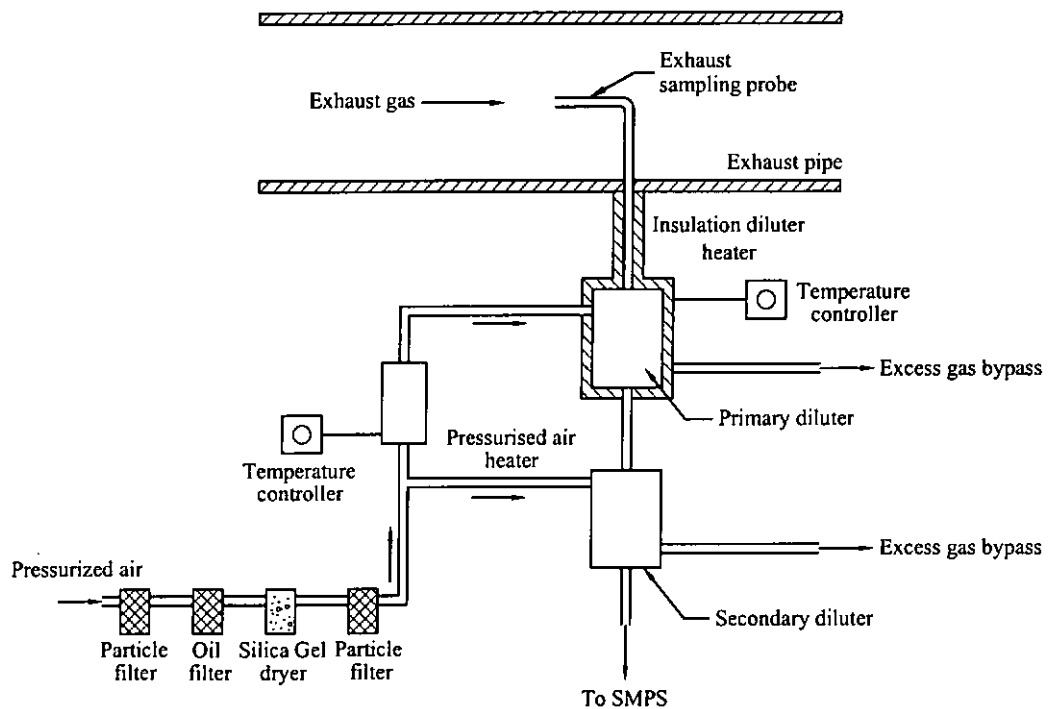 Exhaust
sampling probe
Exhaust gas
Exhaust pipe
Insulation diluter
heater
Temperature
controller
Excess gas bypass
Primary diluter
Pressurised air
heater
Temperature
controller
Excess gas bypass
Pressurized air
Secondary diluter
Particle
filter
Oil
filter
Silica Gel
dryer
Particle
filter
To SMPS